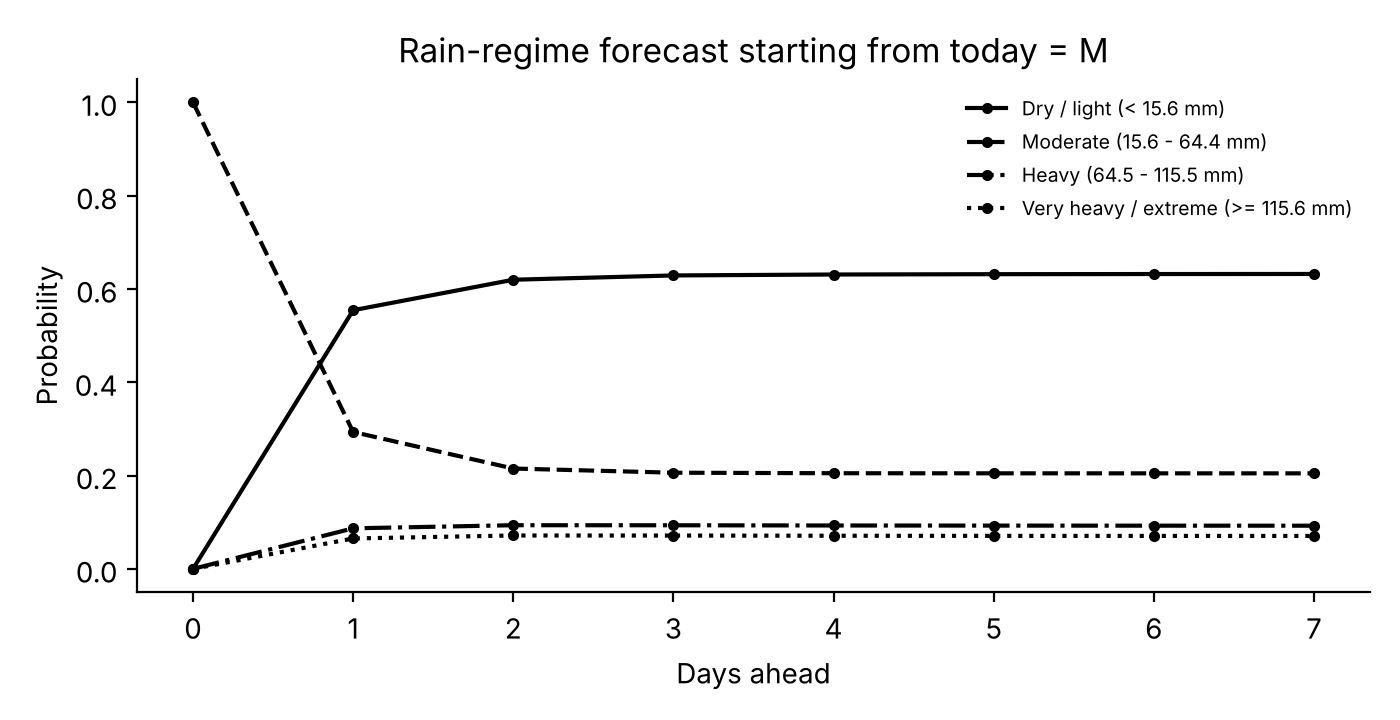 Rain-regime forecast starting from today = M
1.0
0.8
0.6
0.4
0.2
0.0
Probability
Dry / light (< 15.6 mm)
Moderate (15.6 - 64.4 mm)
Heavy (64.5 - 115.5 mm)
Very heavy / extreme (>= 115.6 mm)
0 1 2 3 4 5 6 7
Days ahead